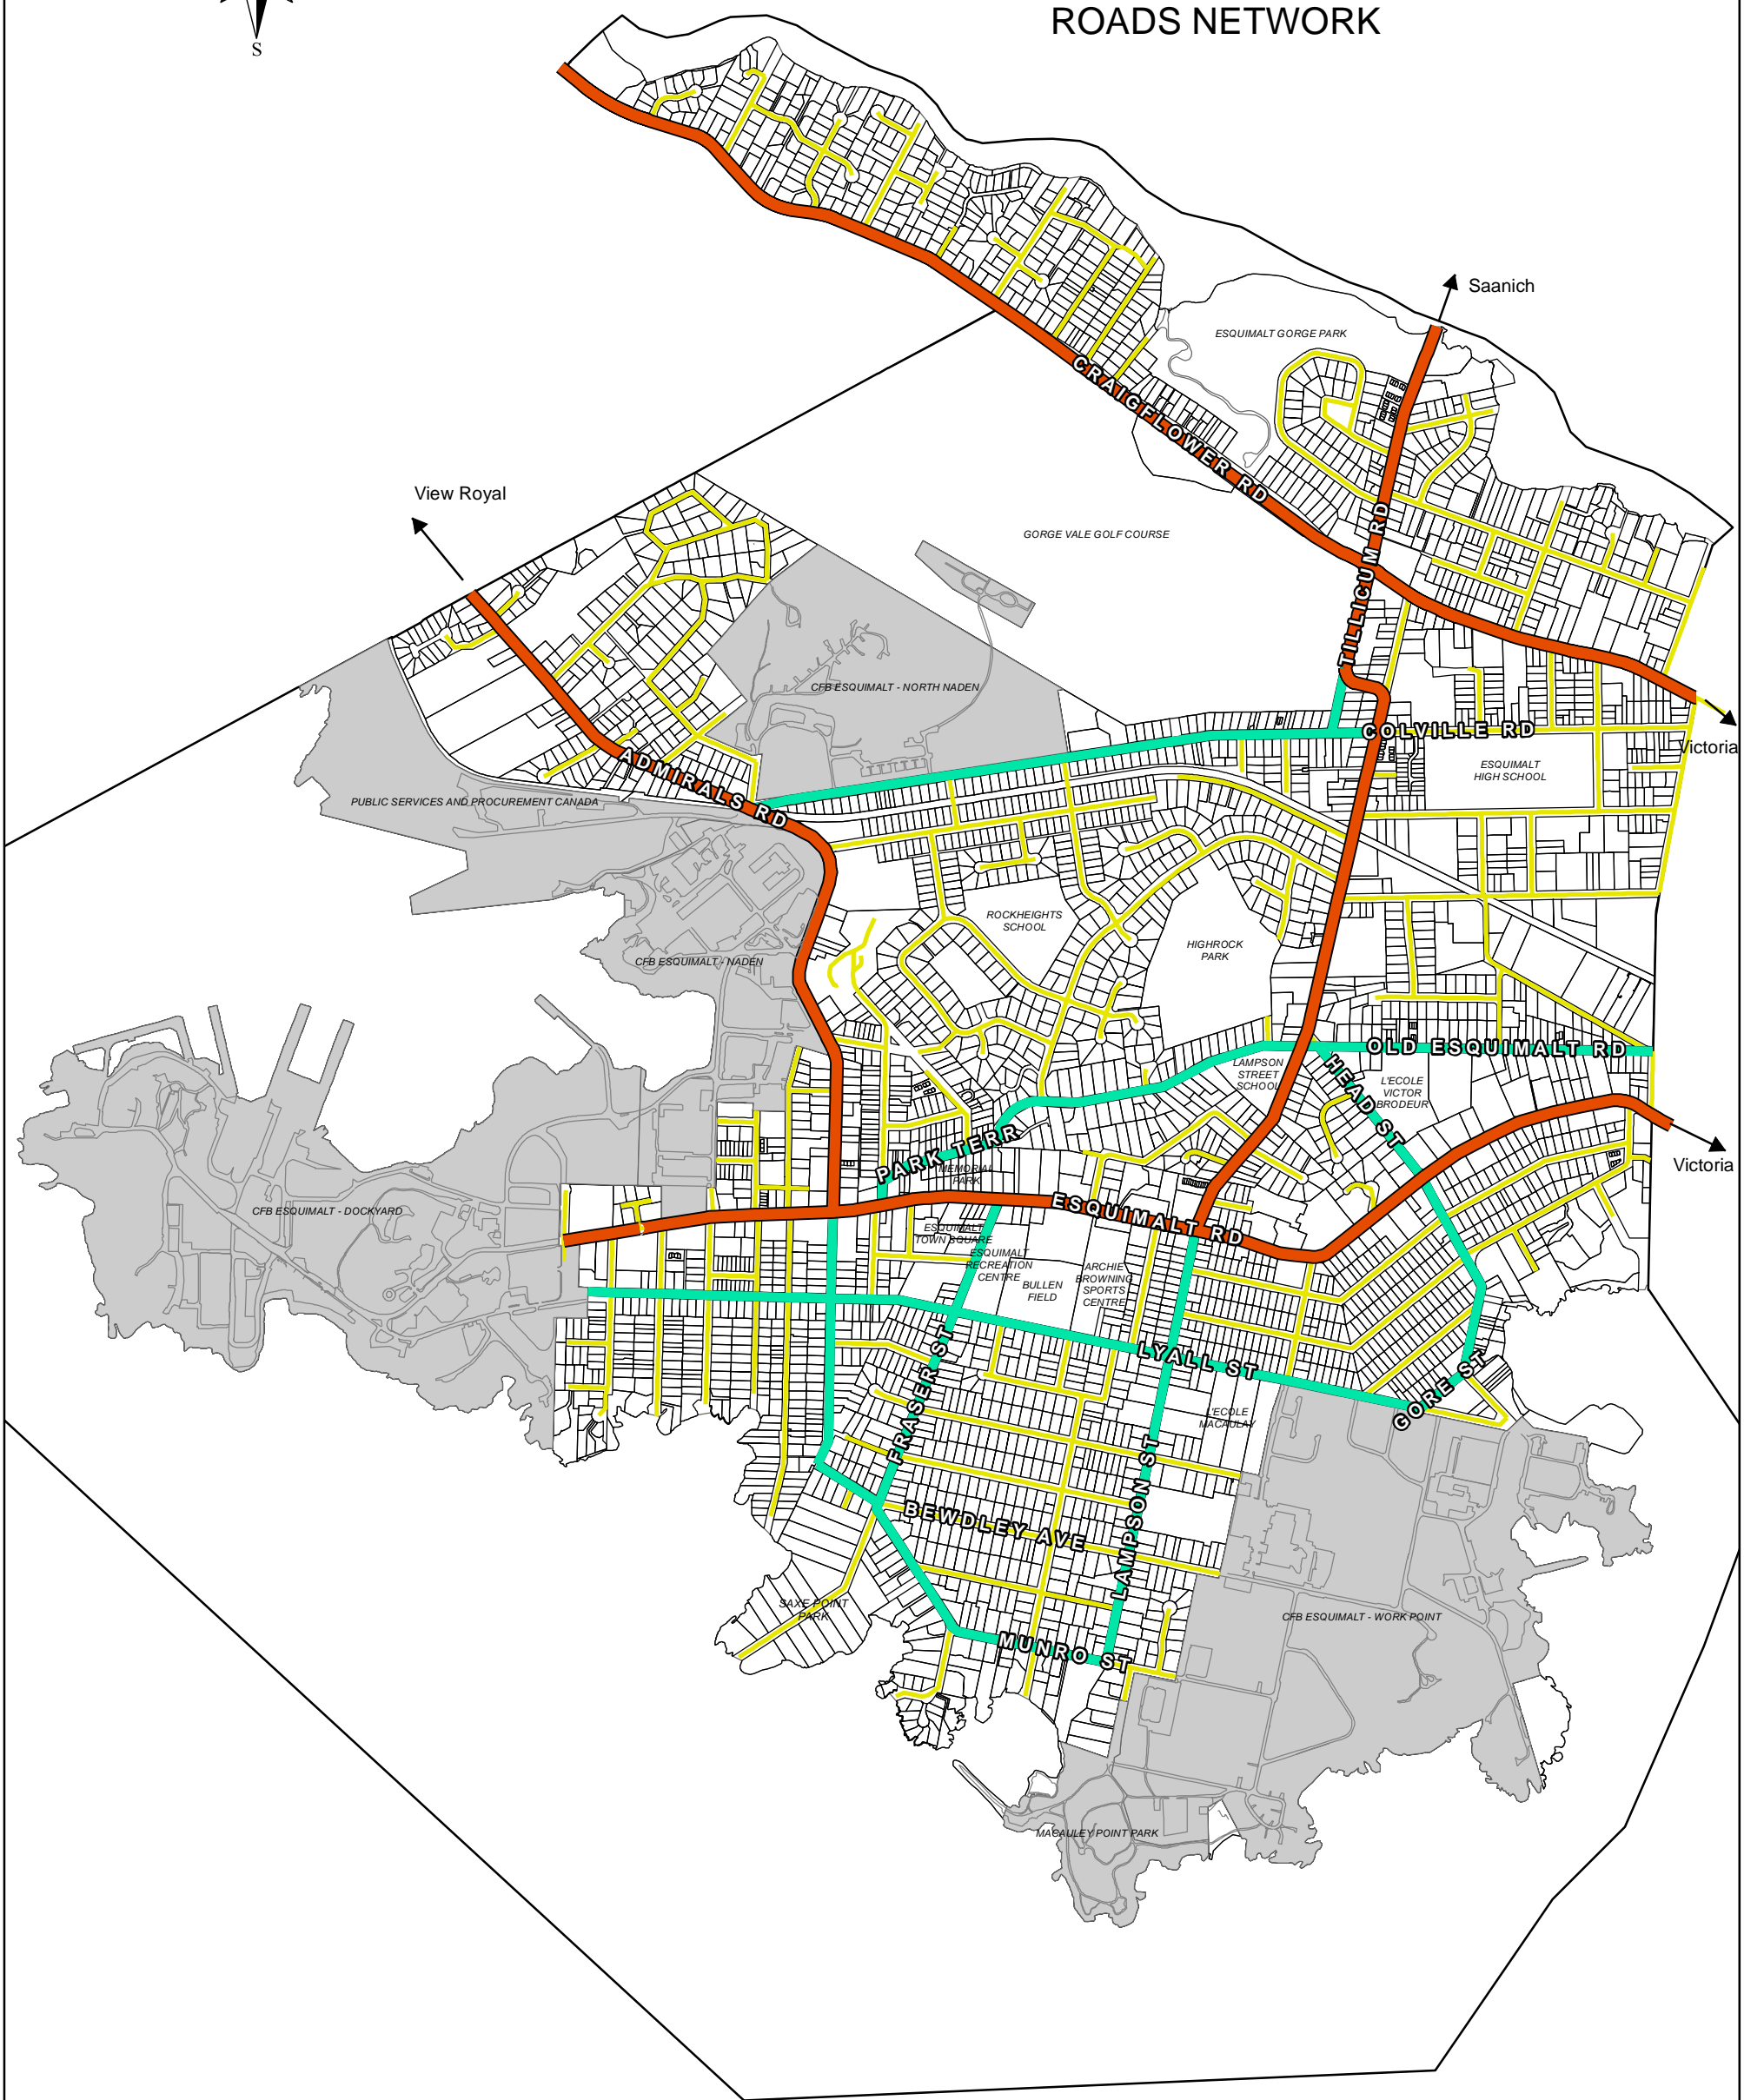 S
ROADS NETWORK
Saanich
ESQUIMALT GORGE PARK
CRAIGFLOWER RD
View Royal
GORGE VALE GOLF COURSE
TILLICUM RD
CFB ESQUIMALT - NORTH NADEN
COLVILLE RD
Victoria
ESQUIMALT
HIGH SCHOOL
ADMIRALS RD
PUBLIC SERVICES AND PROCUREMENT CANADA
ROCKHEIGHTS
SCHOOL
HIGHROCK
PARK
CFB ESQUIMALT - NADEN
OLD ESQUIMALT RD
LAMPSON
STREET
SCHOOL
HEAD ST
L'ECOLE
VICTOR
BRODEUR
PARK TERR
MEMORIAL
PARK
Victoria
CFB ESQUIMALT - DOCKYARD
ESQUIMALT RD
ESQUIMALT
TOWN SQUARE
ESQUIMALT
RECREATION
CENTRE
BULLEN
FIELD
ARCHIE
BROWNING
SPORTS
CENTRE
LYALL ST
FRASER ST
GORE ST
L'ECOLE
MACAULAY
LAMPSON ST
BEWDLEY AVE
SAXE POINT
PARK
CFB ESQUIMALT - WORK POINT
MUNRO ST
MACAULEY POINT PARK